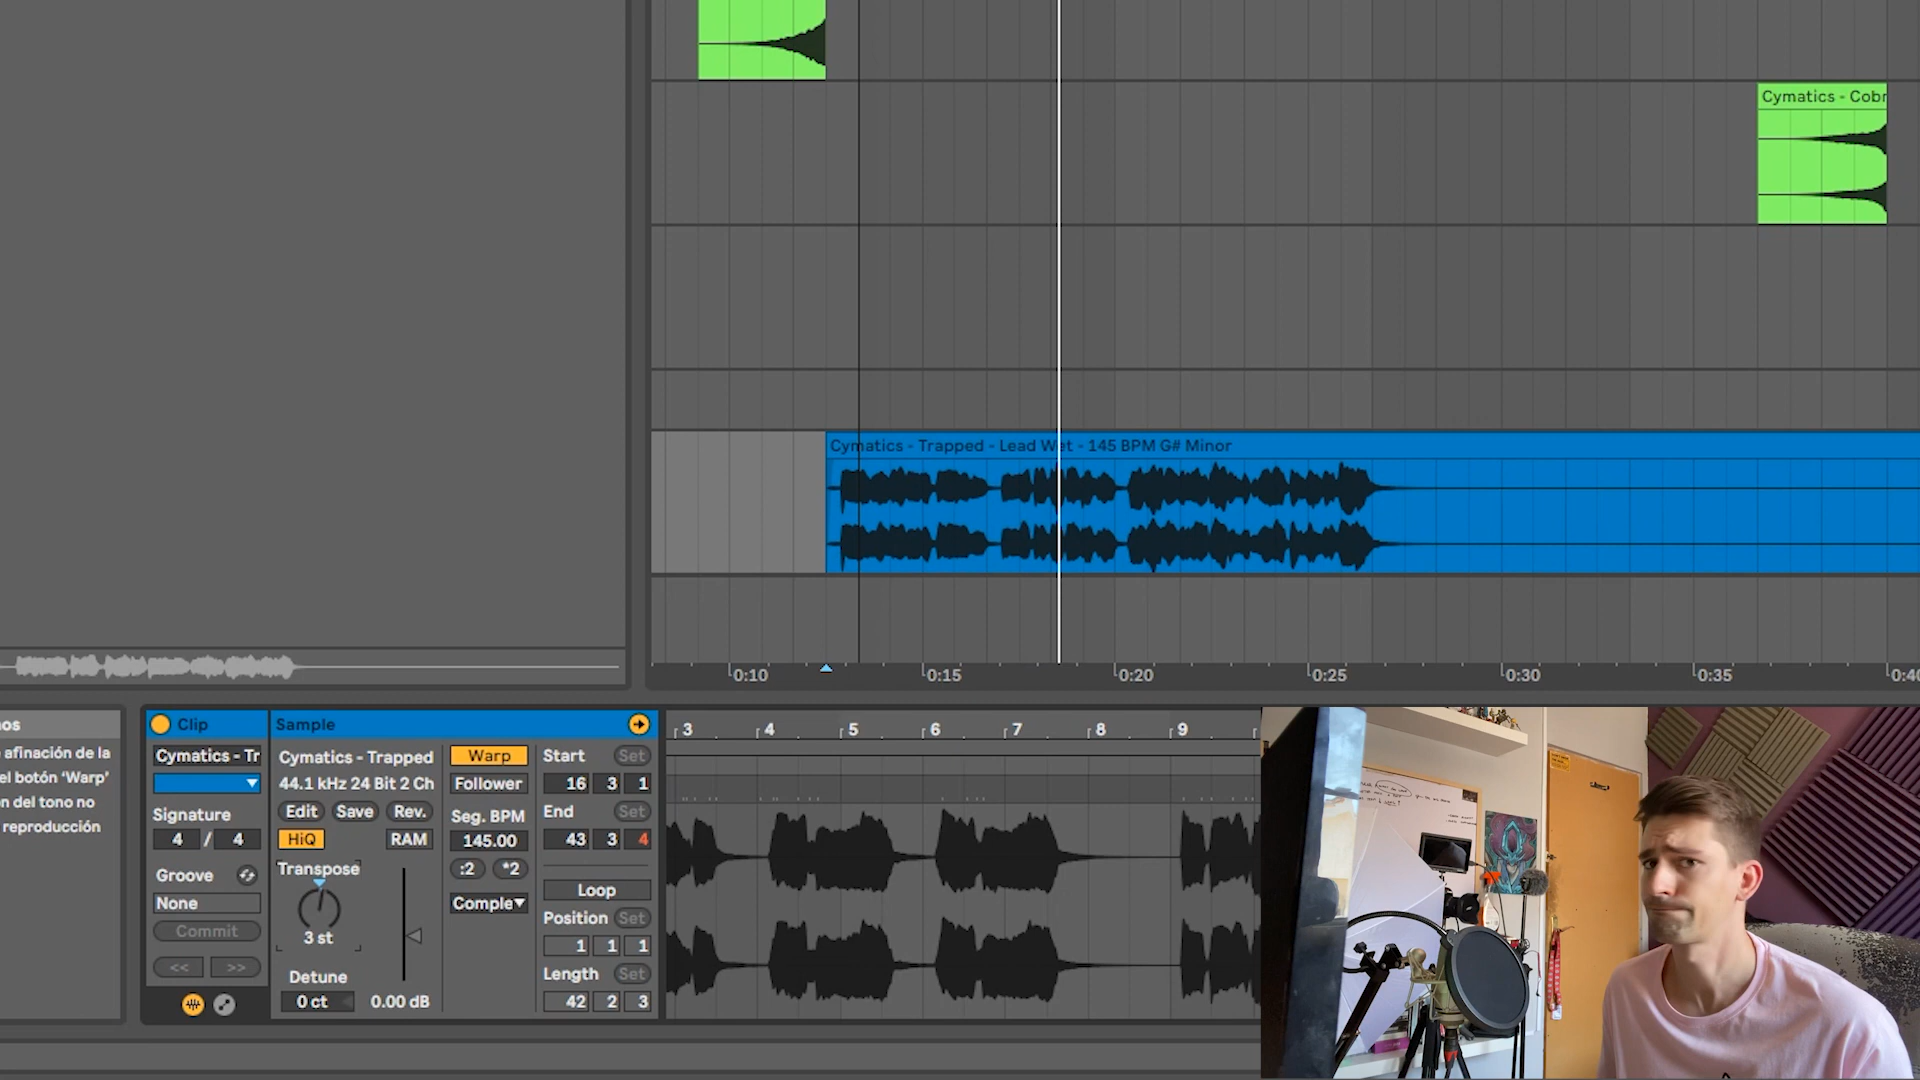 Cymatics - Cobr
Cymatics - Trapped - Lead Wet - 145 BPM G# Minor
0:10
0:15
0:20
0:25
0:30
0:35
0:40
os
afinación de la
el botón ‘Warp’
n del tono no
reproducción
Clip
Cymatics - Tr
Signature
4 / 4
Groove
None
Commit
<< >>
Sample
Cymatics - Trapped
44.1 kHz 24 Bit 2 Ch
Edit Save Rev.
HiQ RAM
Transpose
3 st
Detune
0 ct 0.00 dB
Warp
Follower
Seg. BPM
145.00
:2 *2
Comple
Start Set
16 3 1
End Set
43 3 4
Loop
Position Set
1 1 1
Length Set
42 2 3
3 4 5 6 7 8 9